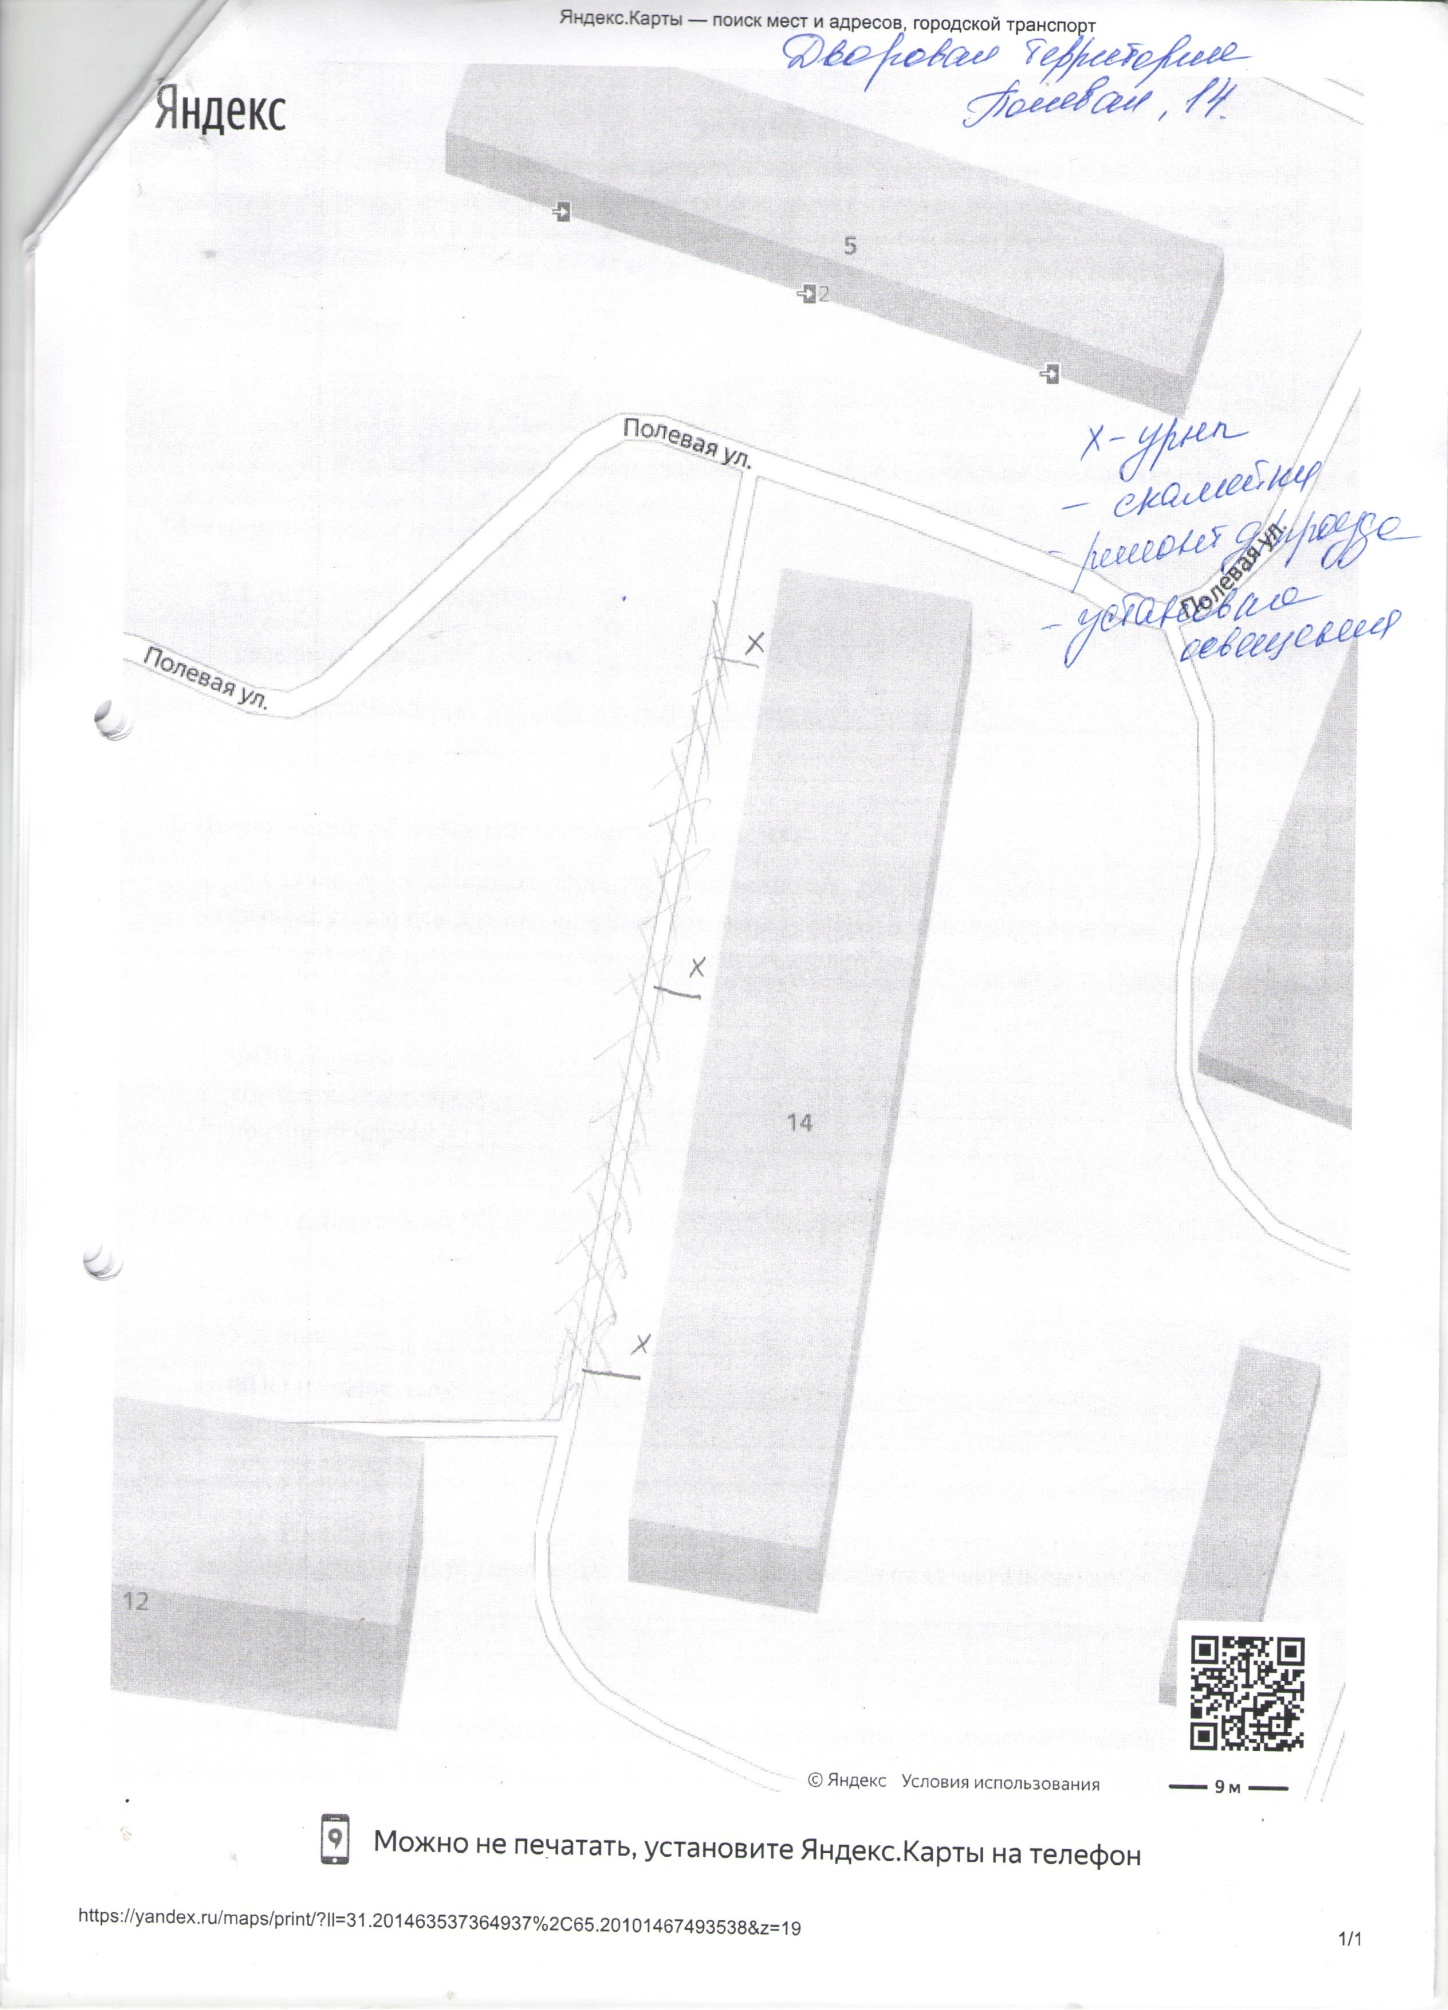 Яндекс.Карты — поиск мест и адресов, городской транспорт
Дворовая территория
Полевая, 14.
Яндекс
5
2
Полевая ул.
х - урны
- скамейки
- ремонт д/проезда
Полевая ул.
- установка
освещения
Полевая ул.
х
х
14
х
12
© Яндекс Условия использования
9 м
Можно не печатать, установите Яндекс.Карты на телефон
https://yandex.ru/maps/print/?ll=31.201463537364937%2C65.20101467493538&z=19
1/1